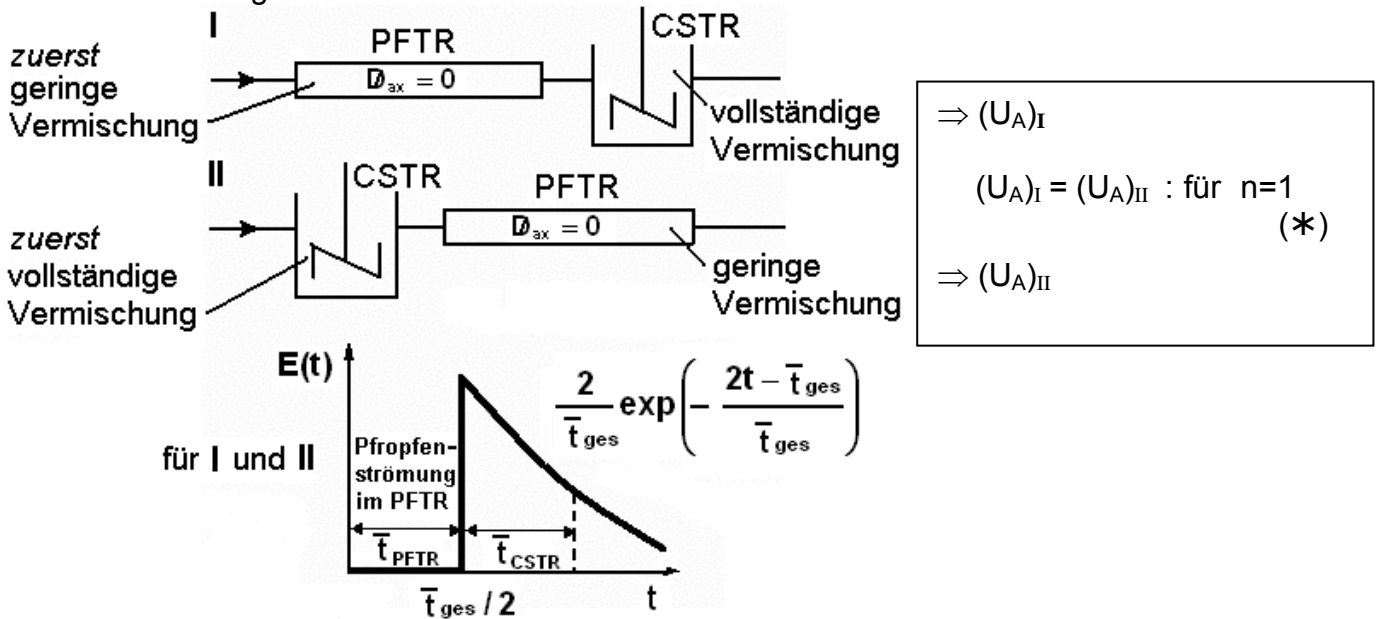 I
PFTR
CSTR
zuerst
geringe
Vermischung
D_ax = 0
vollständige
Vermischung
II
CSTR
PFTR
zuerst
vollständige
Vermischung
D_ax = 0
geringe
Vermischung
⇒ (U_A)_I
(U_A)_I = (U_A)_II : für n=1
(∗)
⇒ (U_A)_II
E(t)
2/t̄_ges exp(− (2t − t̄_ges)/t̄_ges)
für I und II
Pfropfen-
strömung
im PFTR
t̄_PFTR
t̄_CSTR
t̄_ges / 2
t